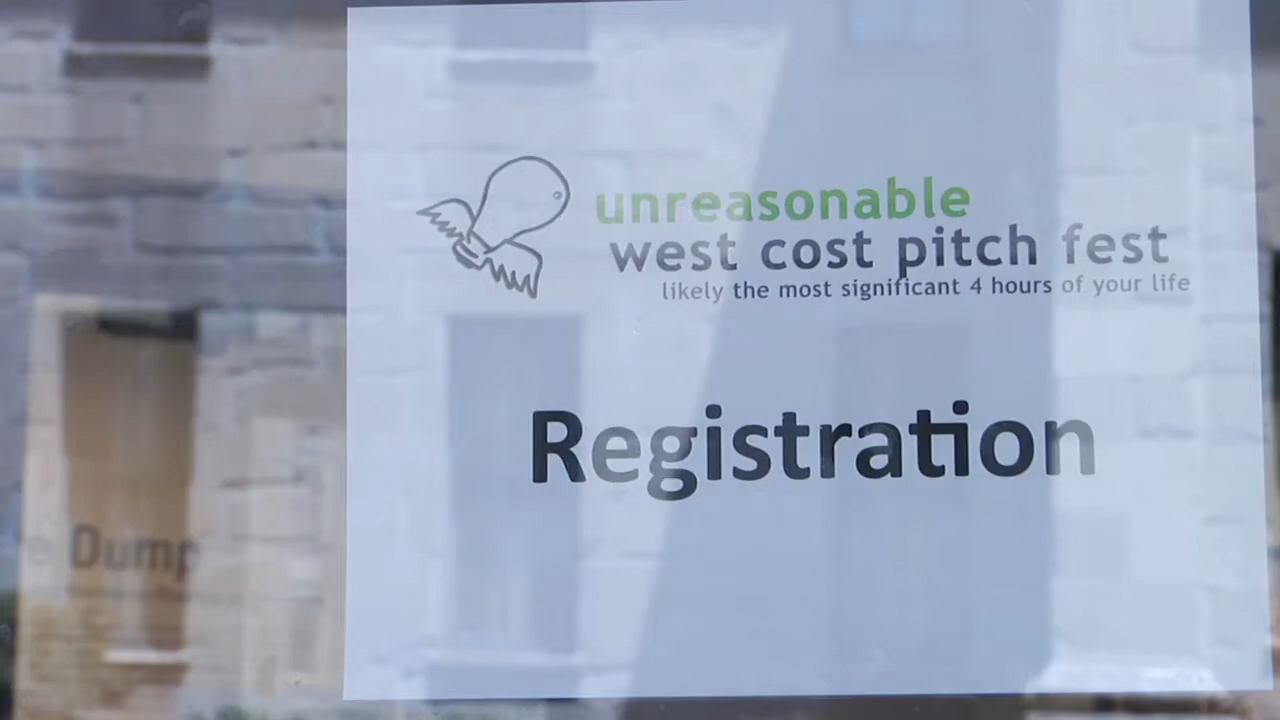 unreasonable
west cost pitch fest
likely the most significant 4 hours of your life
Registration
Dump